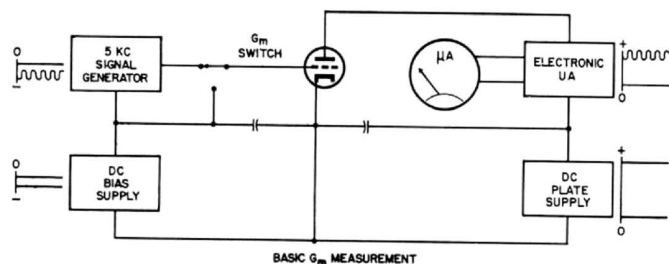 O
−
5 KC
SIGNAL
GENERATOR
Gm
SWITCH
μA
ELECTRONIC
UA
+
O
O
−
DC
BIAS
SUPPLY
DC
PLATE
SUPPLY
+
O
BASIC Gm MEASUREMENT